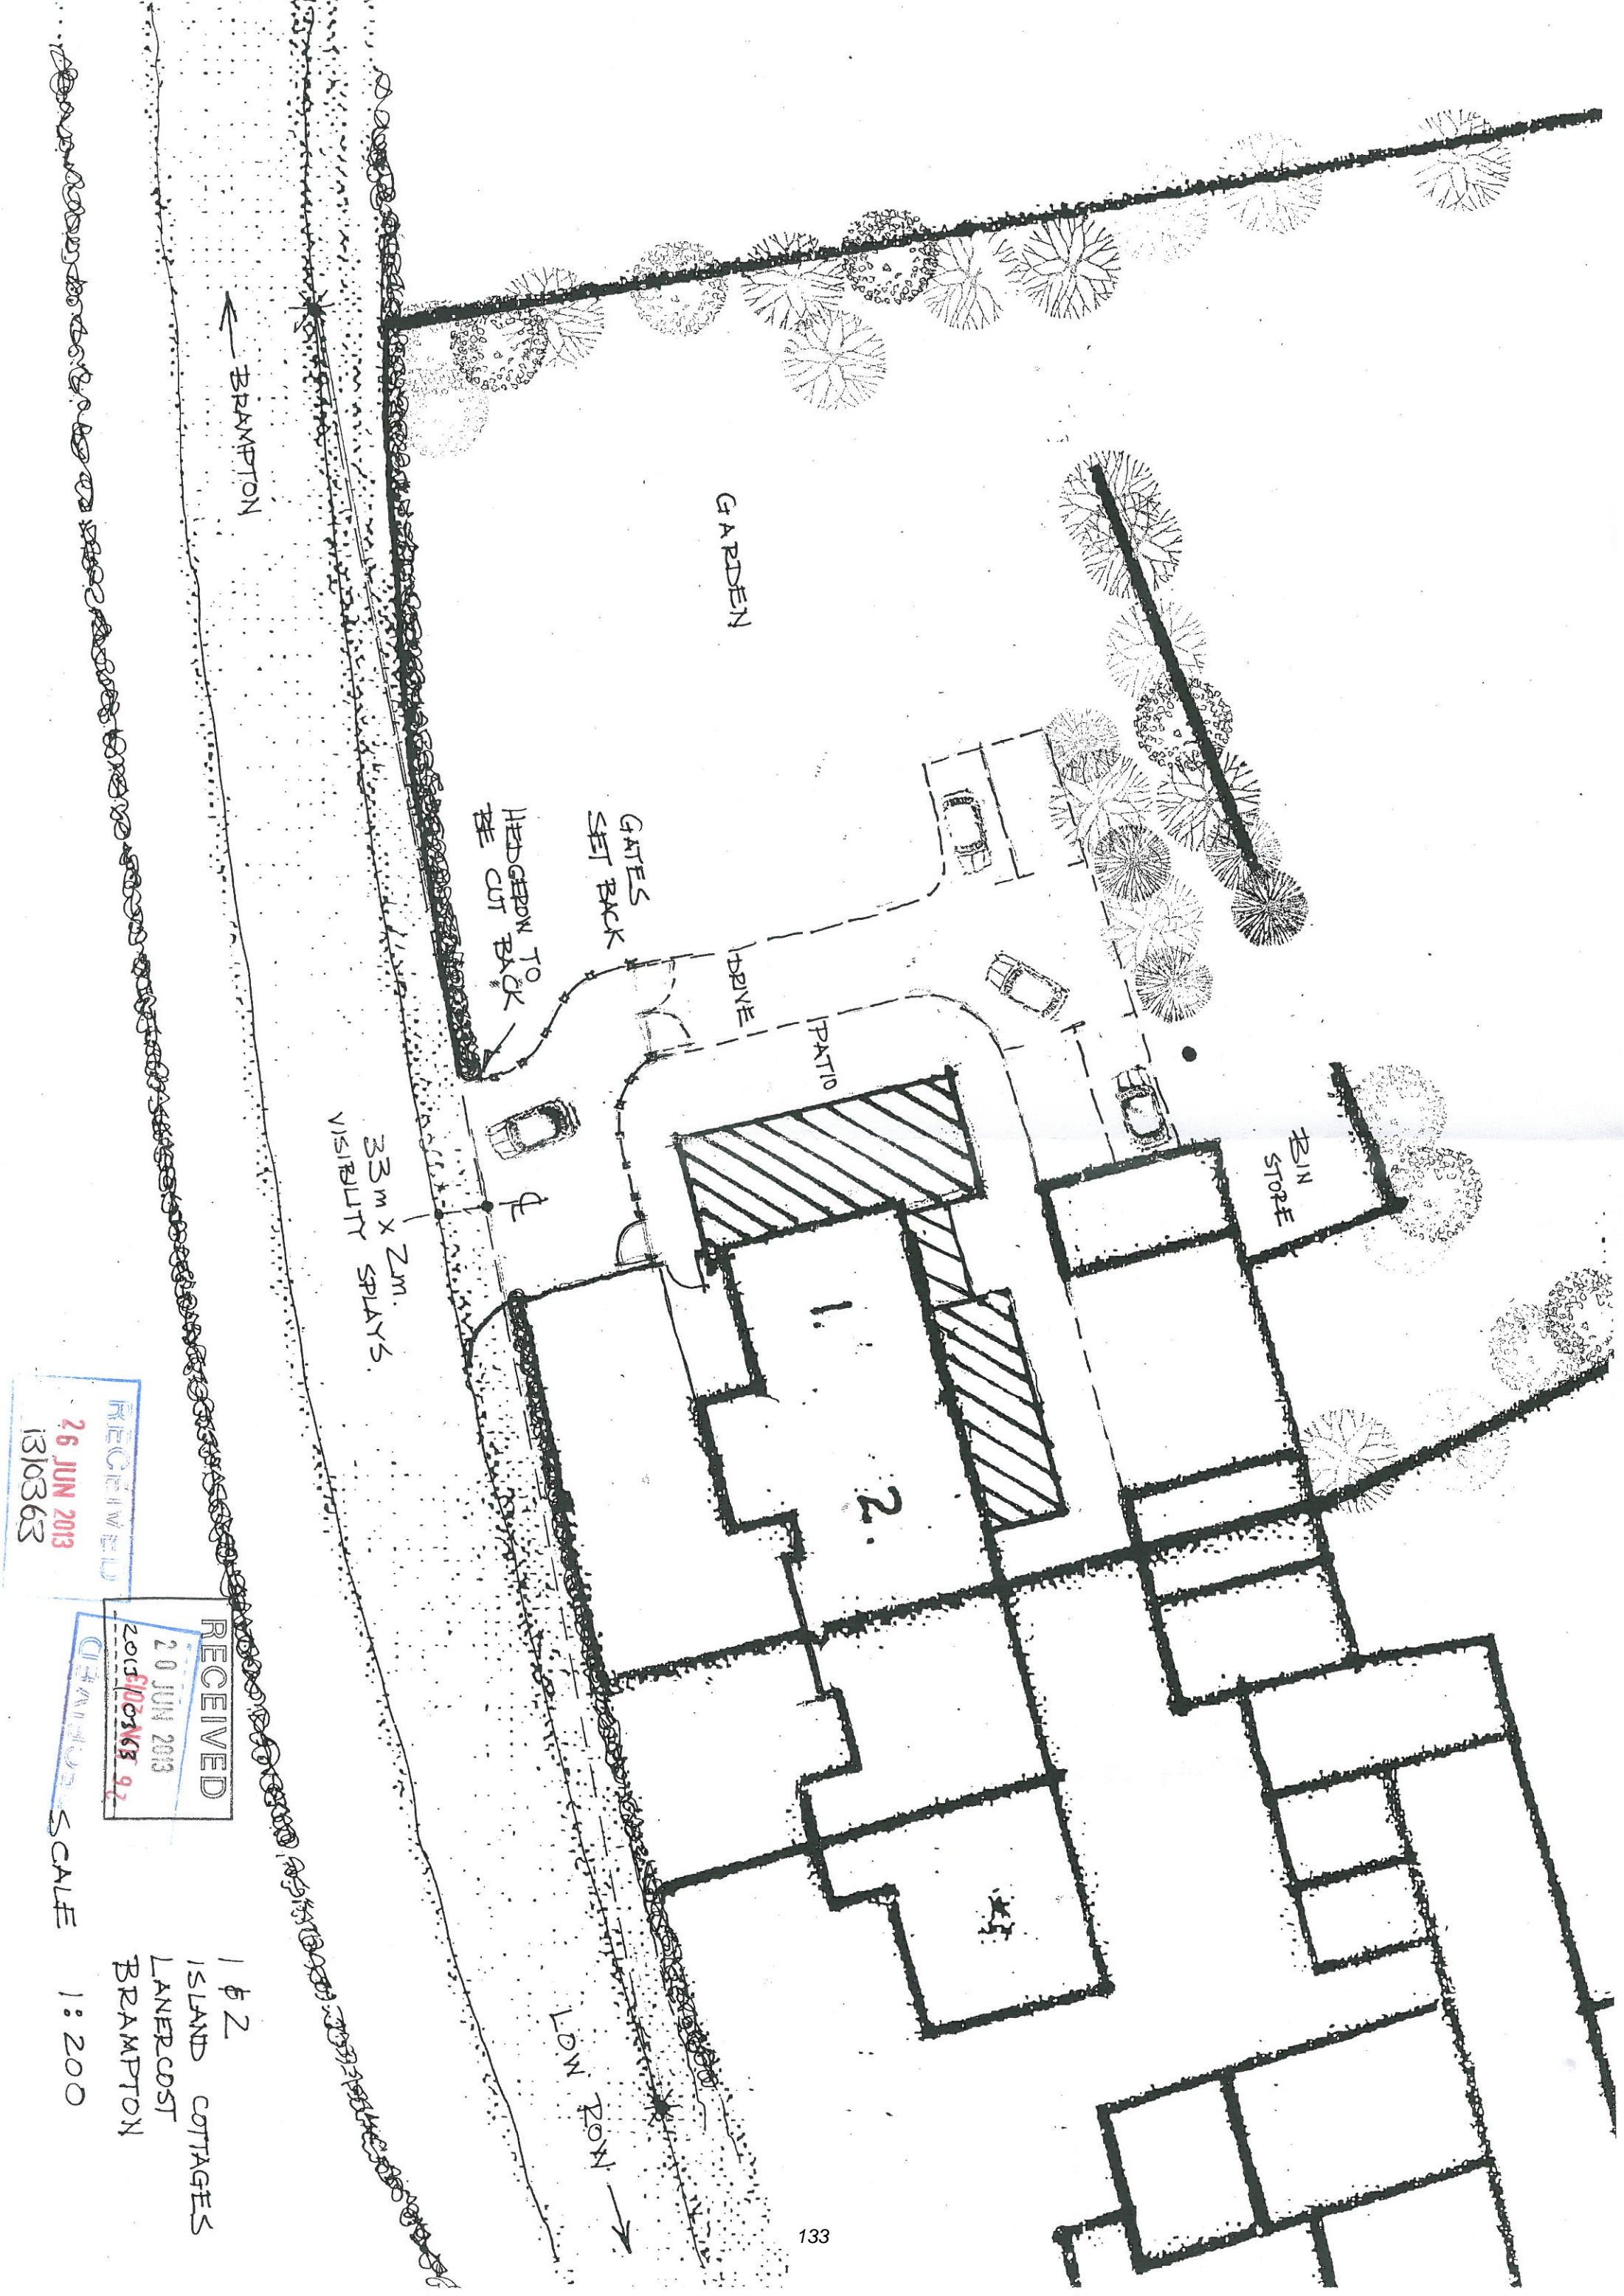 ← BRAMPTON
GARDEN
GATES
SET BACK
HEDGEROW TO
BE CUT BACK
DRIVE
PATIO
BIN
STORE
℄
33m X 2m.
VISIBILITY SPLAYS.
1.
2.
LOW ROW →
RECEIVED
26 JUN 2013
13/0363
RECEIVED
20 JUN 2013
2013/0363
SCALE 1:200
1 & 2
ISLAND COTTAGES
LANERCOST
BRAMPTON
133